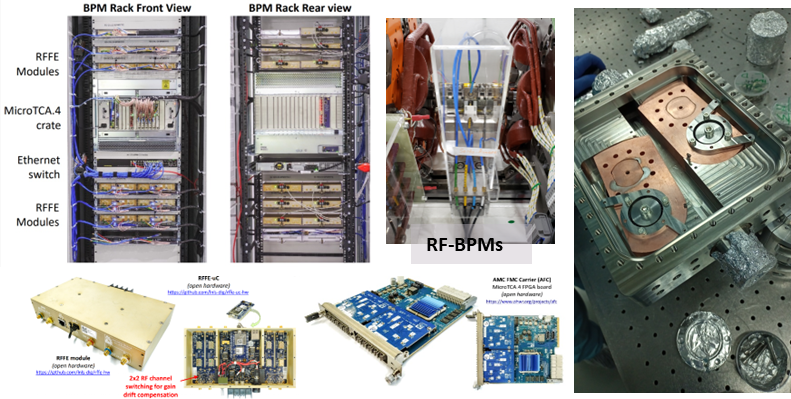 BPM Rack Front View
BPM Rack Rear view
RFFE
Modules
MicroTCA.4
crate
Ethernet
switch
RFFE
Modules
RF-BPMs
RFFE-uC
(open hardware)
https://github.com/lnls-dig/rffe-uc-hw
RFFE module
(open hardware)
https://github.com/lnls-dig/rffe-hw
2x2 RF channel
switching for gain
drift compensation
AMC FMC Carrier (AFC)
MicroTCA 4 FPGA board
(open hardware)
https://www.ohwr.org/projects/afc